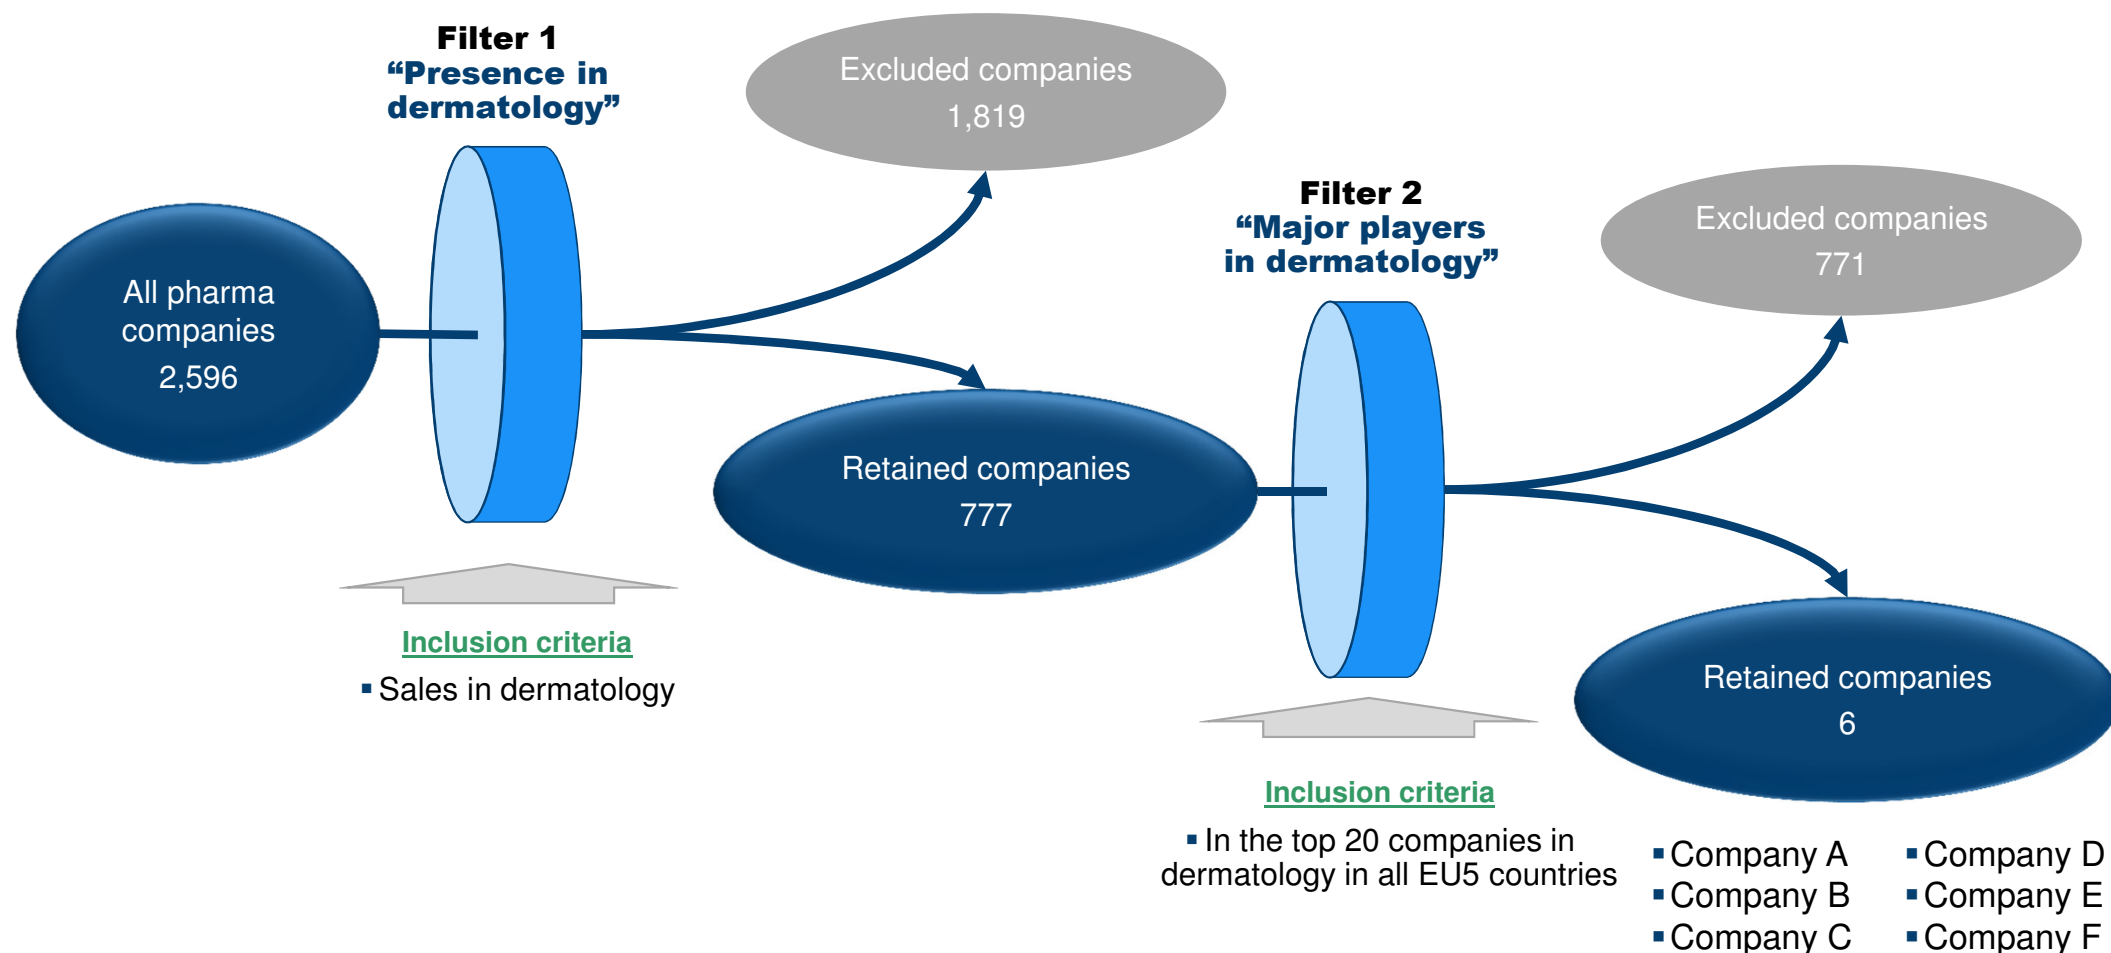 Filter 1
“Presence in
dermatology”
Excluded companies
1,819
All pharma
companies
2,596
Inclusion criteria
▪ Sales in dermatology
Retained companies
777
Filter 2
“Major players
in dermatology”
Excluded companies
771
Inclusion criteria
▪ In the top 20 companies in
dermatology in all EU5 countries
Retained companies
6
▪ Company A
▪ Company B
▪ Company C
▪ Company D
▪ Company E
▪ Company F